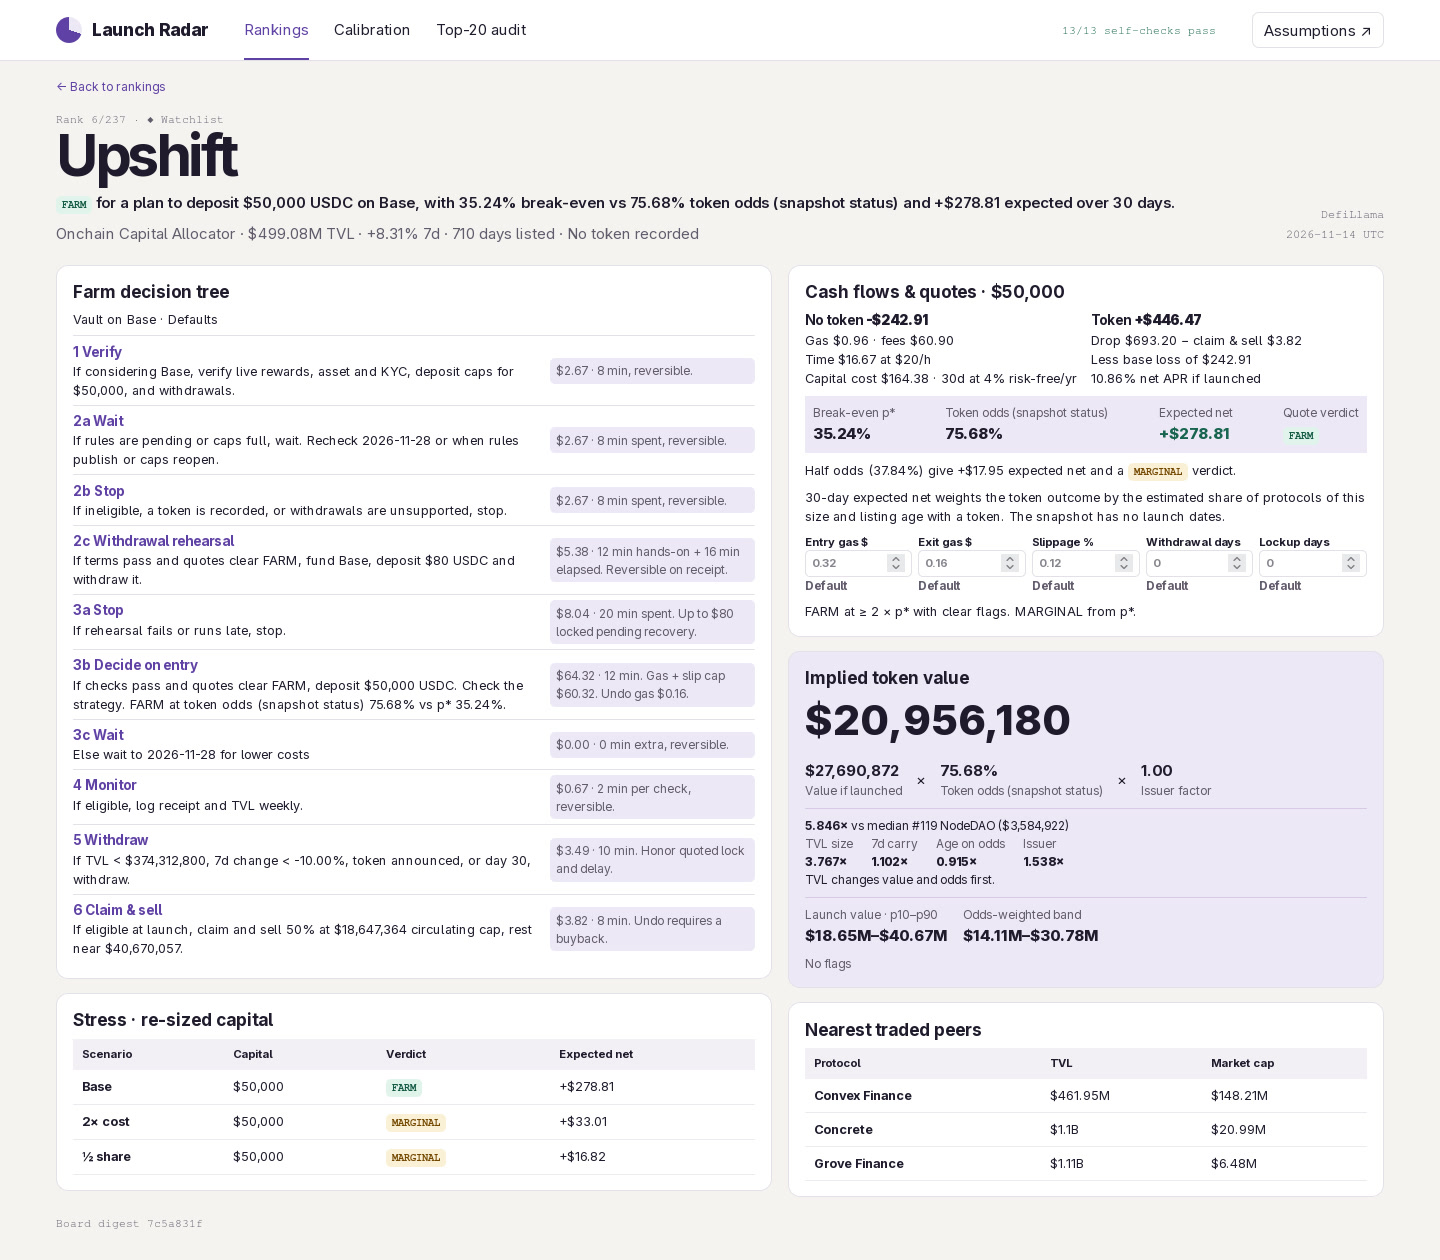 Launch Radar
Rankings
Calibration
Top-20 audit
13/13 self-checks pass
Assumptions ↗
← Back to rankings
Rank 6/237 · ◆ Watchlist
Upshift
FARM for a plan to deposit $50,000 USDC on Base, with 35.24% break-even vs 75.68% token odds (snapshot status) and +$278.81 expected over 30 days.
Onchain Capital Allocator · $499.08M TVL · +8.31% 7d · 710 days listed · No token recorded
DefiLlama
2026-11-14 UTC
Farm decision tree
Vault on Base · Defaults
1 Verify
If considering Base, verify live rewards, asset and KYC, deposit caps for
$50,000, and withdrawals.
$2.67 · 8 min, reversible.
2a Wait
If rules are pending or caps full, wait. Recheck 2026-11-28 or when rules
publish or caps reopen.
$2.67 · 8 min spent, reversible.
2b Stop
If ineligible, a token is recorded, or withdrawals are unsupported, stop.
$2.67 · 8 min spent, reversible.
2c Withdrawal rehearsal
If terms pass and quotes clear FARM, fund Base, deposit $80 USDC and
withdraw it.
$5.38 · 12 min hands-on + 16 min
elapsed. Reversible on receipt.
3a Stop
If rehearsal fails or runs late, stop.
$8.04 · 20 min spent. Up to $80
locked pending recovery.
3b Decide on entry
If checks pass and quotes clear FARM, deposit $50,000 USDC. Check the
strategy. FARM at token odds (snapshot status) 75.68% vs p* 35.24%.
$64.32 · 12 min. Gas + slip cap
$60.32. Undo gas $0.16.
3c Wait
Else wait to 2026-11-28 for lower costs
$0.00 · 0 min extra, reversible.
4 Monitor
If eligible, log receipt and TVL weekly.
$0.67 · 2 min per check,
reversible.
5 Withdraw
If TVL < $374,312,800, 7d change < -10.00%, token announced, or day 30,
withdraw.
$3.49 · 10 min. Honor quoted lock
and delay.
6 Claim & sell
If eligible at launch, claim and sell 50% at $18,647,364 circulating cap, rest
near $40,670,057.
$3.82 · 8 min. Undo requires a
buyback.
Cash flows & quotes · $50,000
No token -$242.91
Gas $0.96 · fees $60.90
Time $16.67 at $20/h
Capital cost $164.38 · 30d at 4% risk-free/yr
Token +$446.47
Drop $693.20 − claim & sell $3.82
Less base loss of $242.91
10.86% net APR if launched
Break-even p*
35.24%
Token odds (snapshot status)
75.68%
Expected net
+$278.81
Quote verdict
FARM
Half odds (37.84%) give +$17.95 expected net and a MARGINAL verdict.
30-day expected net weights the token outcome by the estimated share of protocols of this
size and listing age with a token. The snapshot has no launch dates.
Entry gas $
0.32
Default
Exit gas $
0.16
Default
Slippage %
0.12
Default
Withdrawal days
0
Default
Lockup days
0
Default
FARM at ≥ 2 × p* with clear flags. MARGINAL from p*.
Implied token value
$20,956,180
$27,690,872
Value if launched
×
75.68%
Token odds (snapshot status)
×
1.00
Issuer factor
5.846× vs median #119 NodeDAO ($3,584,922)
TVL size 7d carry Age on odds Issuer
3.767× 1.102× 0.915× 1.538×
TVL changes value and odds first.
Launch value · p10–p90
$18.65M–$40.67M
Odds-weighted band
$14.11M–$30.78M
No flags
Stress · re-sized capital
Scenario Capital Verdict Expected net
Base $50,000 FARM +$278.81
2× cost $50,000 MARGINAL +$33.01
½ share $50,000 MARGINAL +$16.82
Nearest traded peers
Protocol TVL Market cap
Convex Finance $461.95M $148.21M
Concrete $1.1B $20.99M
Grove Finance $1.11B $6.48M
Board digest 7c5a831f